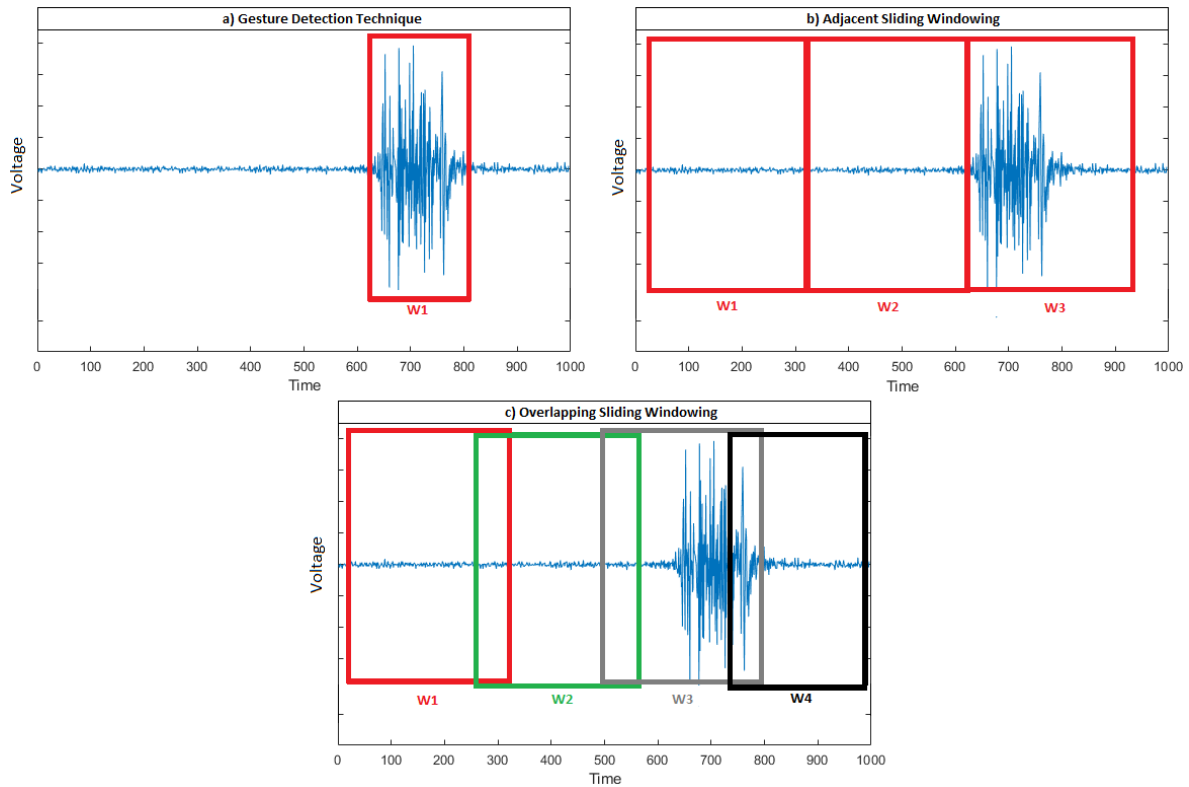 a) Gesture Detection Technique
Voltage
W1
0 100 200 300 400 500 600 700 800 900 1000
Time
b) Adjacent Sliding Windowing
Voltage
W1 W2 W3
0 100 200 300 400 500 600 700 800 900 1000
Time
c) Overlapping Sliding Windowing
Voltage
W1 W2 W3 W4
0 100 200 300 400 500 600 700 800 900 1000
Time